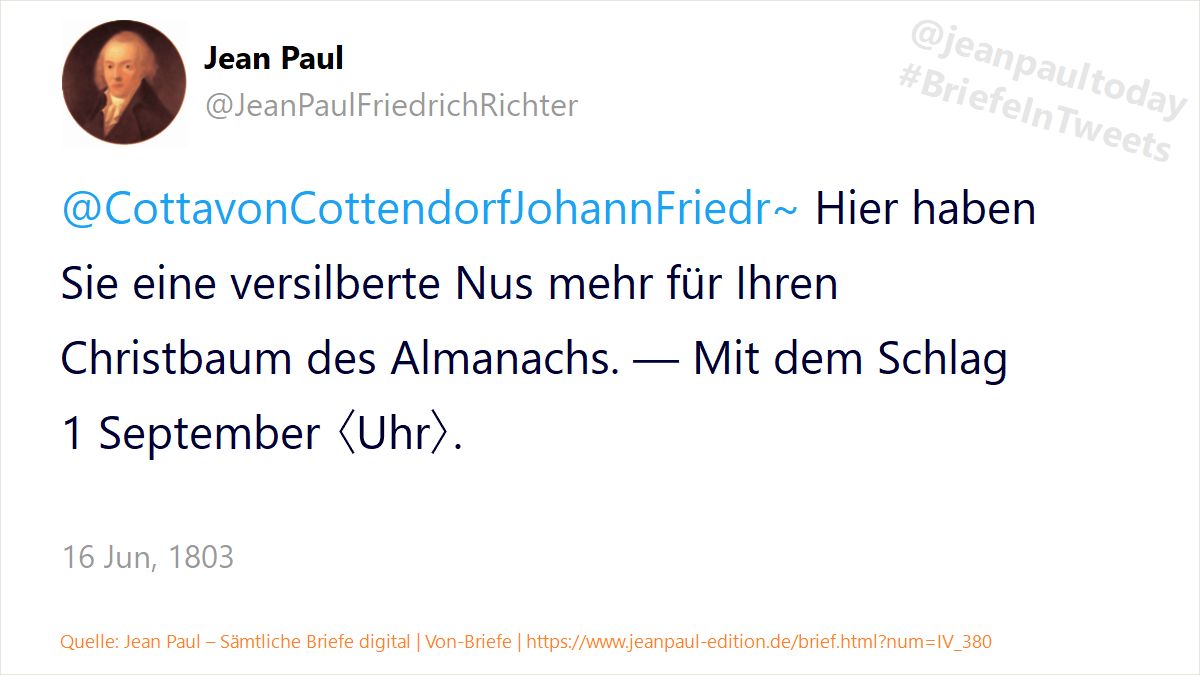 Jean Paul
@JeanPaulFriedrichRichter
@jeanpaultoday
#BriefeInTweets
@CottavonCottendorfJohannFriedr~ Hier haben
Sie eine versilberte Nus mehr für Ihren
Christbaum des Almanachs. — Mit dem Schlag
1 September 〈Uhr〉.
16 Jun, 1803
Quelle: Jean Paul – Sämtliche Briefe digital | Von-Briefe | https://www.jeanpaul-edition.de/brief.html?num=IV_380